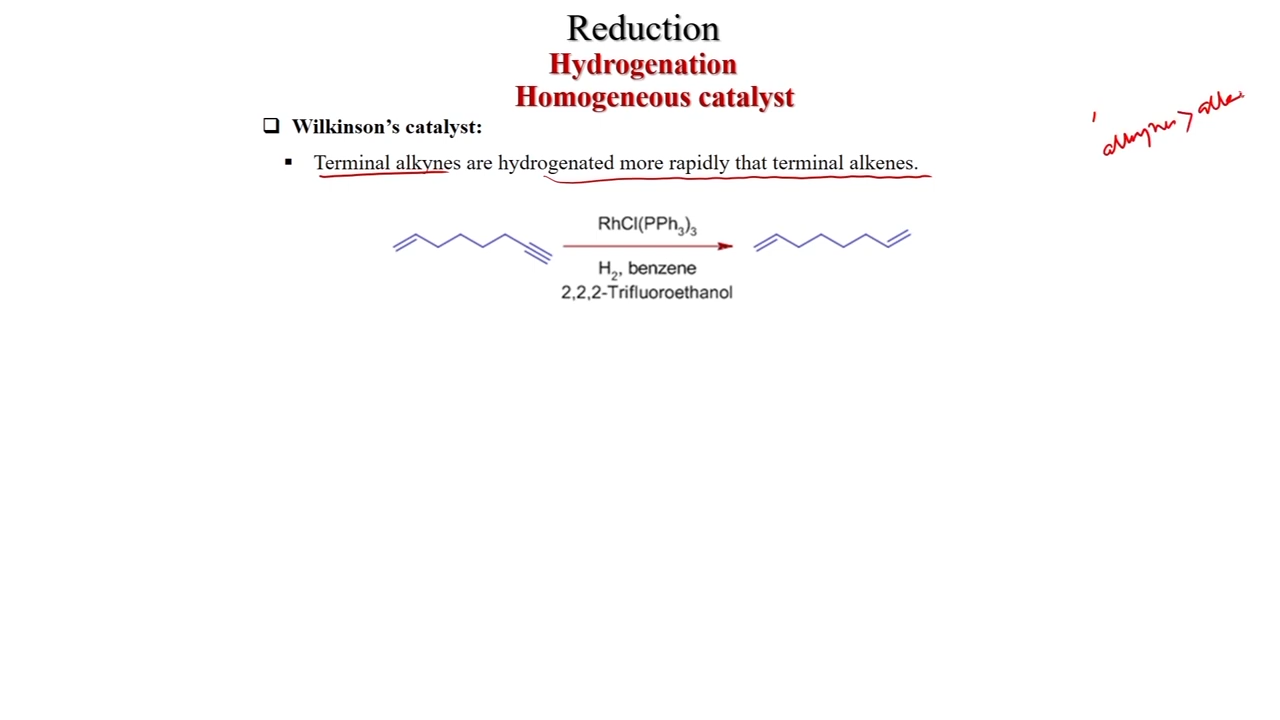 Reduction
Hydrogenation
Homogeneous catalyst
❑ Wilkinson's catalyst:
▪ Terminal alkynes are hydrogenated more rapidly that terminal alkenes.
alkynes >
RhCl(PPh3)3
H2, benzene
2,2,2-Trifluoroethanol